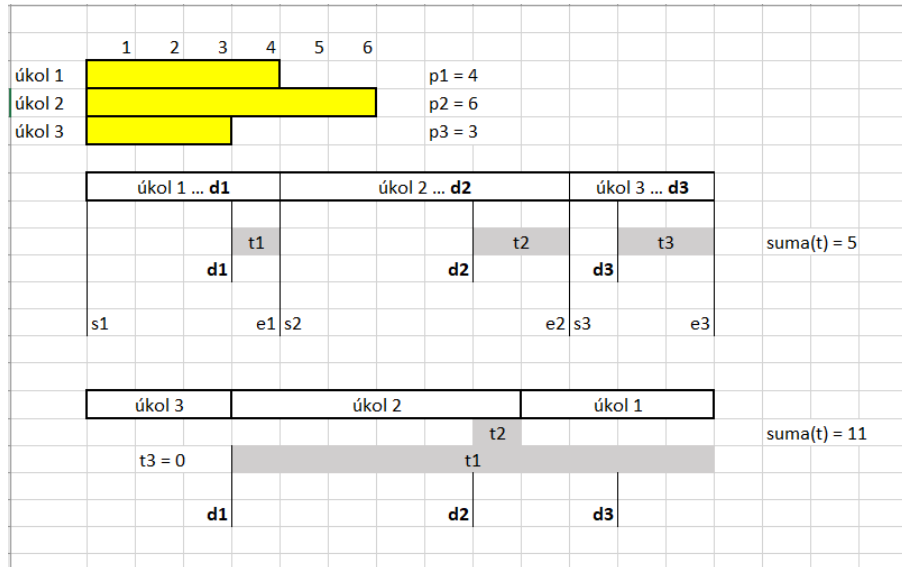 1 2 3 4 5 6
úkol 1 p1 = 4
úkol 2 p2 = 6
úkol 3 p3 = 3
úkol 1 ... d1 úkol 2 ... d2 úkol 3 ... d3
t1 t2 t3 suma(t) = 5
d1 d2 d3
s1 e1 s2 e2 s3 e3
úkol 3 úkol 2 úkol 1
t2 suma(t) = 11
t3 = 0 t1
d1 d2 d3